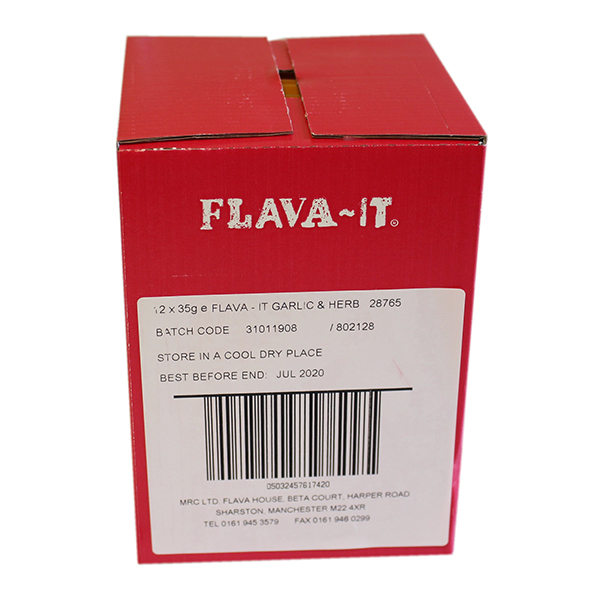 FLAVA~IT®
12 x 35g e FLAVA - IT GARLIC & HERB 28765
BATCH CODE 31011908 / 802128
STORE IN A COOL DRY PLACE
BEST BEFORE END: JUL 2020
05032457617420
MRC LTD. FLAVA HOUSE, BETA COURT, HARPER ROAD
SHARSTON, MANCHESTER M22 4XR
TEL 0161 945 3579 FAX 0161 946 0299